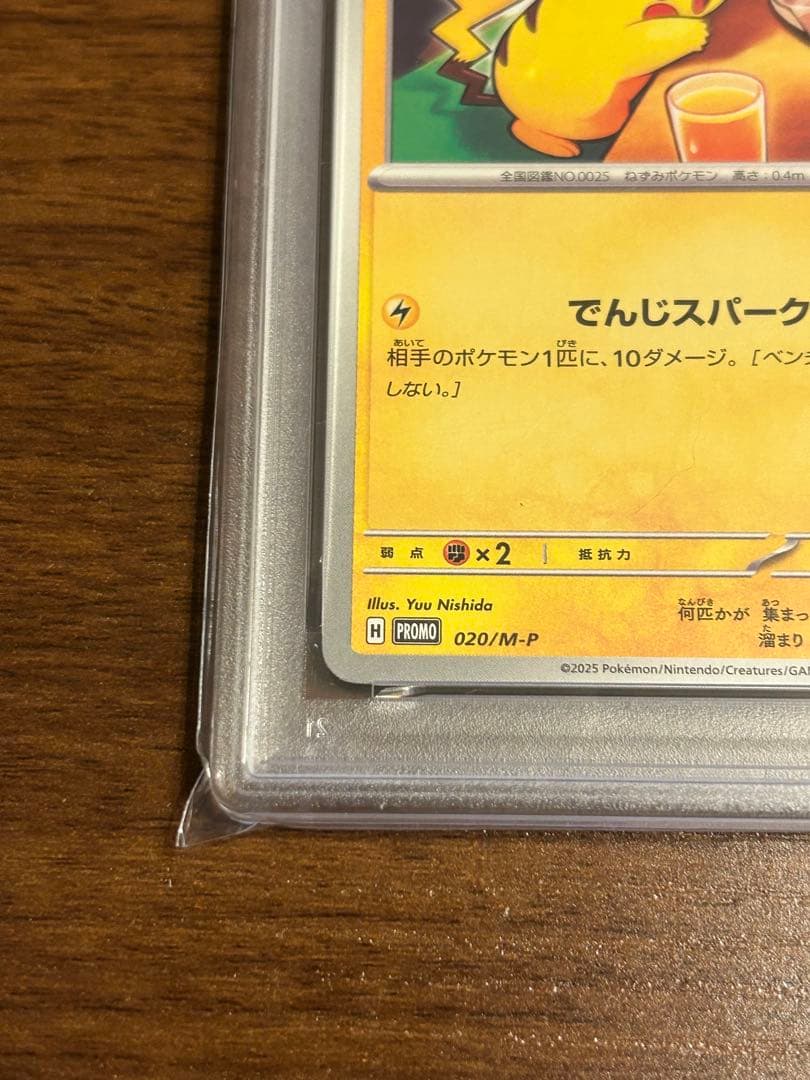 全国図鑑NO.0025 ねずみポケモン 高さ:0.4m
でんじスパーク
あいて ぴき
相手のポケモン1匹に、10ダメージ。[ベンチ
しない。]
弱点 ×2 抵抗力
Illus. Yuu Nishida
H PROMO 020/M-P
なんびき あつ
何匹かが 集まっ
た
溜まり
©2025 Pokémon/Nintendo/Creatures/GA